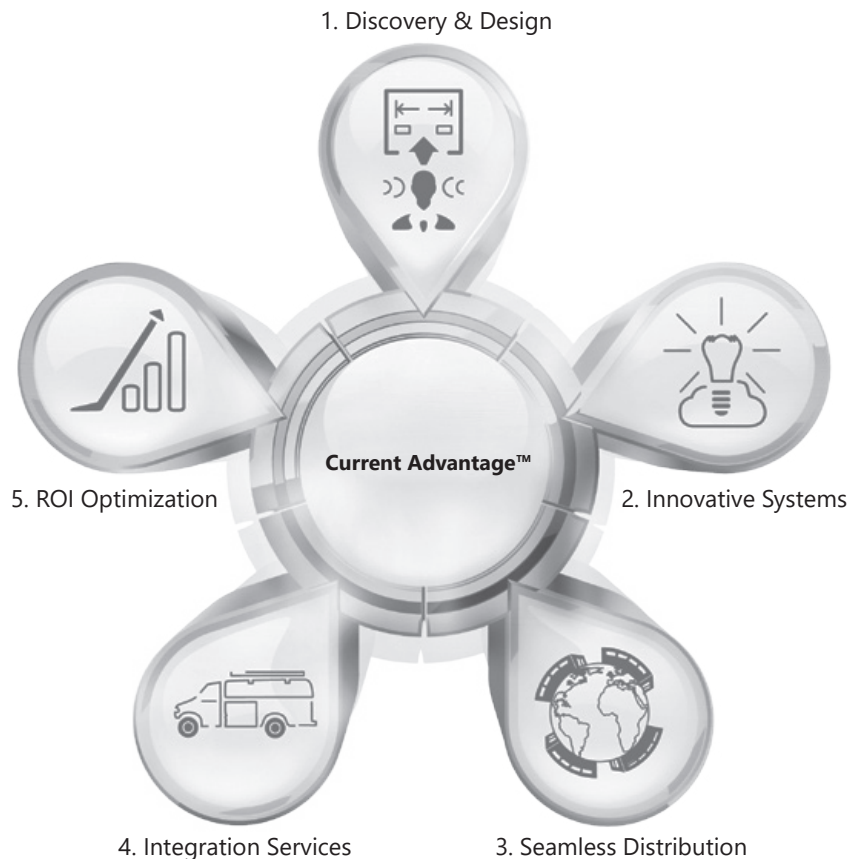 1. Discovery & Design
Current Advantage™
5. ROI Optimization
2. Innovative Systems
4. Integration Services
3. Seamless Distribution